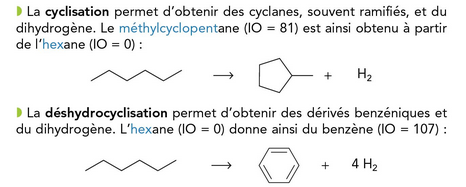 La cyclisation permet d'obtenir des cyclanes, souvent ramifiés, et du
dihydrogène. Le méthylcyclopentane (IO = 81) est ainsi obtenu à partir
de l'hexane (IO = 0) :
+ H₂
La déshydrocyclisation permet d'obtenir des dérivés benzéniques et
du dihydrogène. L'hexane (IO = 0) donne ainsi du benzène (IO = 107) :
+ 4 H₂